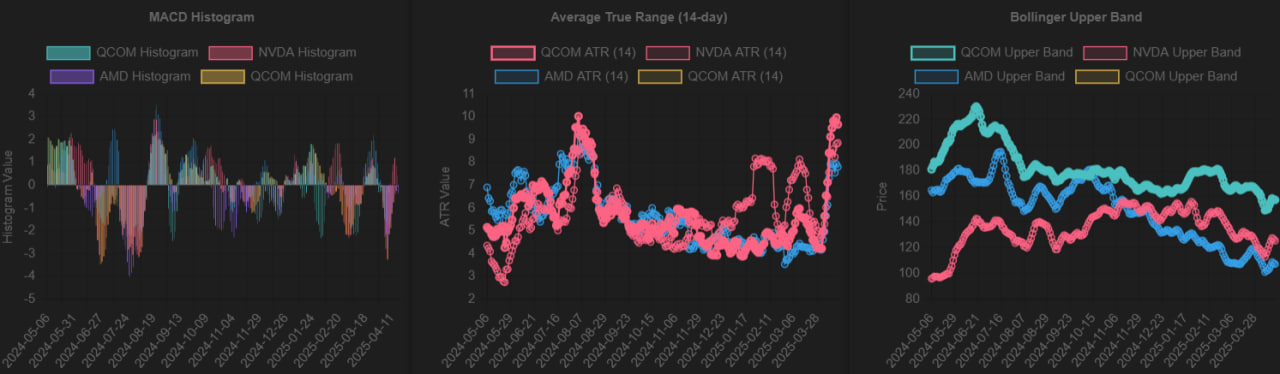 MACD Histogram
QCOM Histogram NVDA Histogram
AMD Histogram QCOM Histogram
4
3
2
1
0
-1
-2
-3
-4
-5
Histogram Value
2024-05-06 2024-05-31 2024-06-27 2024-07-24 2024-08-19 2024-09-13 2024-10-09 2024-11-04 2024-11-29 2024-12-26 2025-01-24 2025-02-20 2025-03-18 2025-04-11
Average True Range (14-day)
QCOM ATR (14) NVDA ATR (14)
AMD ATR (14) QCOM ATR (14)
11
10
9
8
7
6
5
4
3
2
ATR Value
2024-05-06 2024-05-29 2024-06-21 2024-07-16 2024-08-07 2024-08-29 2024-09-23 2024-10-15 2024-11-06 2024-11-29 2024-12-23 2025-01-17 2025-02-11 2025-03-06 2025-03-28
Bollinger Upper Band
QCOM Upper Band NVDA Upper Band
AMD Upper Band QCOM Upper Band
240
220
200
180
160
140
120
100
80
Price
2024-05-06 2024-05-29 2024-06-21 2024-07-16 2024-08-07 2024-08-29 2024-09-23 2024-10-15 2024-11-06 2024-11-29 2024-12-23 2025-01-17 2025-02-11 2025-03-06 2025-03-28